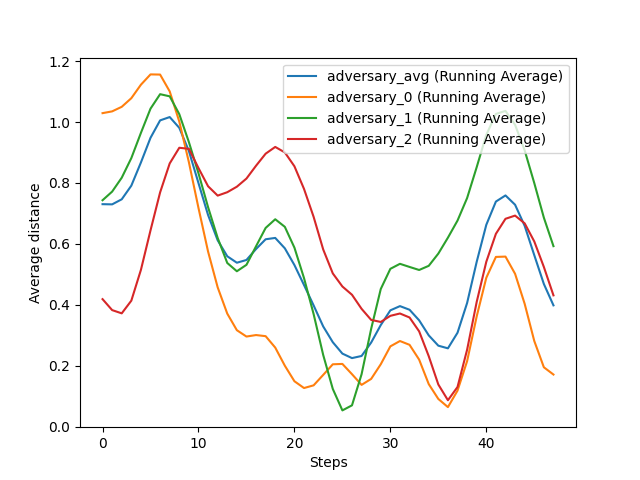 1.2
1.0
0.8
0.6
0.4
0.2
0.0
Average distance
adversary_avg (Running Average)
adversary_0 (Running Average)
adversary_1 (Running Average)
adversary_2 (Running Average)
0 10 20 30 40
Steps